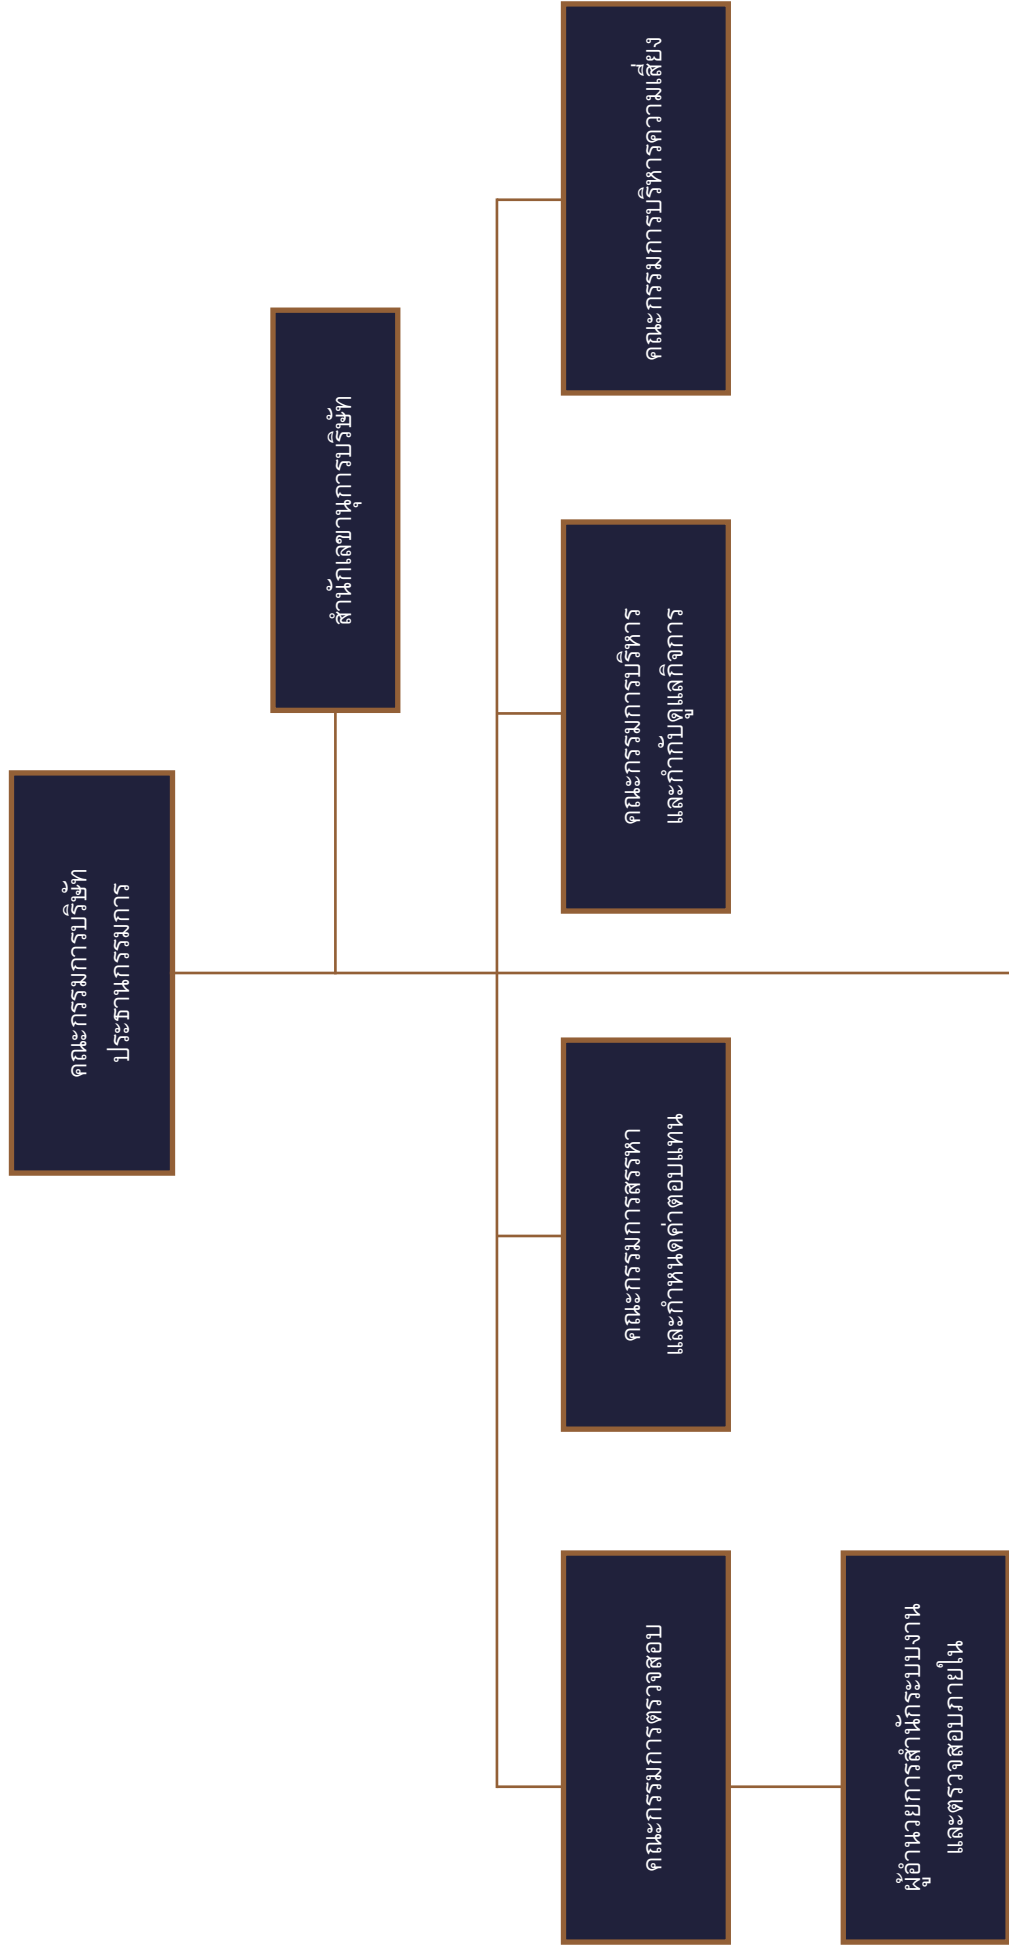 คณะกรรมการบริษัท
ประธานกรรมการ
สำนักเลขานุการบริษัท
คณะกรรมการตรวจสอบ
คณะกรรมการสรรหา
และกำหนดค่าตอบแทน
คณะกรรมการบริหาร
และกำกับดูแลกิจการ
คณะกรรมการบริหารความเสี่ยง
ผู้อำนวยการสำนักระบบงาน
และตรวจสอบภายใน